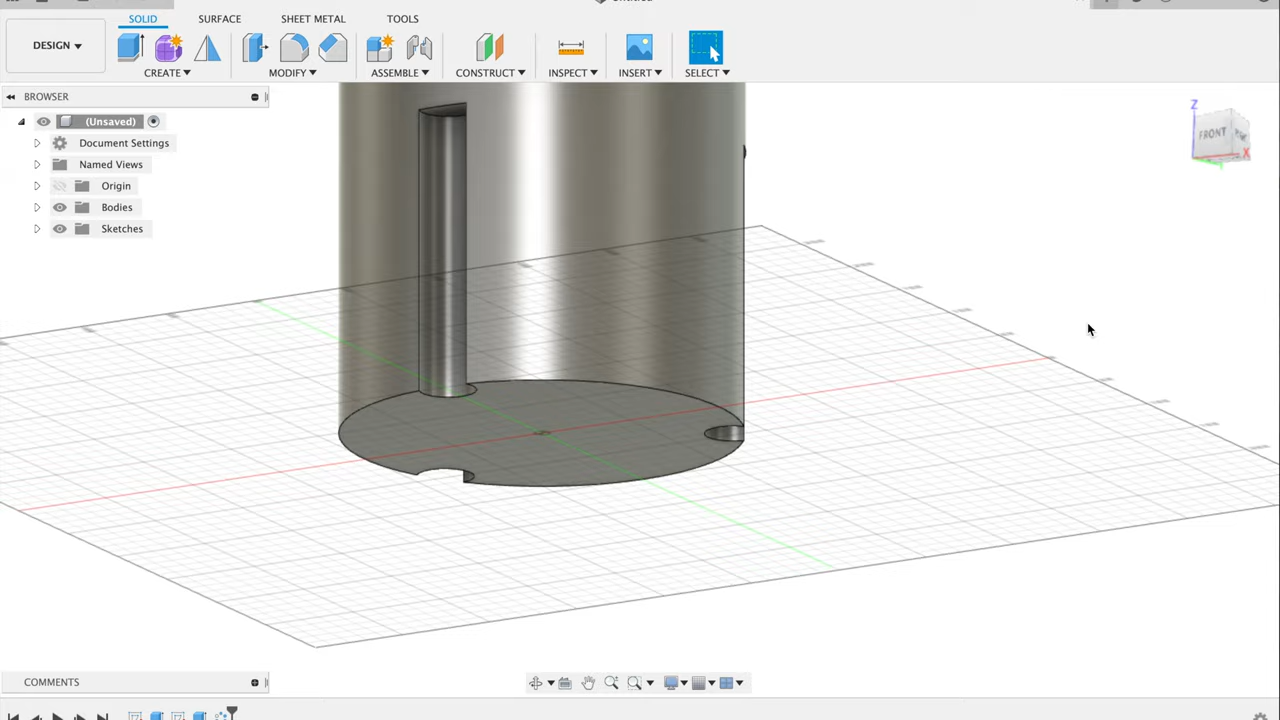 SOLID SURFACE SHEET METAL TOOLS
DESIGN
CREATE MODIFY ASSEMBLE CONSTRUCT INSPECT INSERT SELECT
BROWSER
(Unsaved)
Document Settings
Named Views
Origin
Bodies
Sketches
Z
FRONT
X
COMMENTS